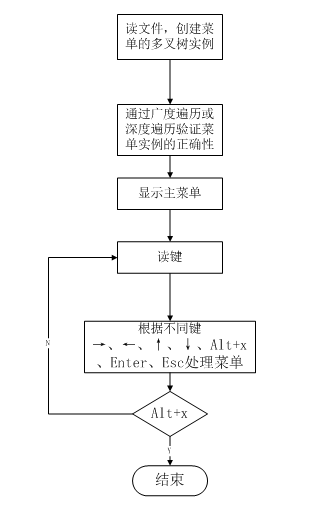 读文件，创建菜
单的多叉树实例
通过广度遍历或
深度遍历验证菜
单实例的正确性
显示主菜单
读键
根据不同键
→、←、↑、↓、Alt+x
、Enter、Esc处理菜单
N
Alt+x
Y
结束